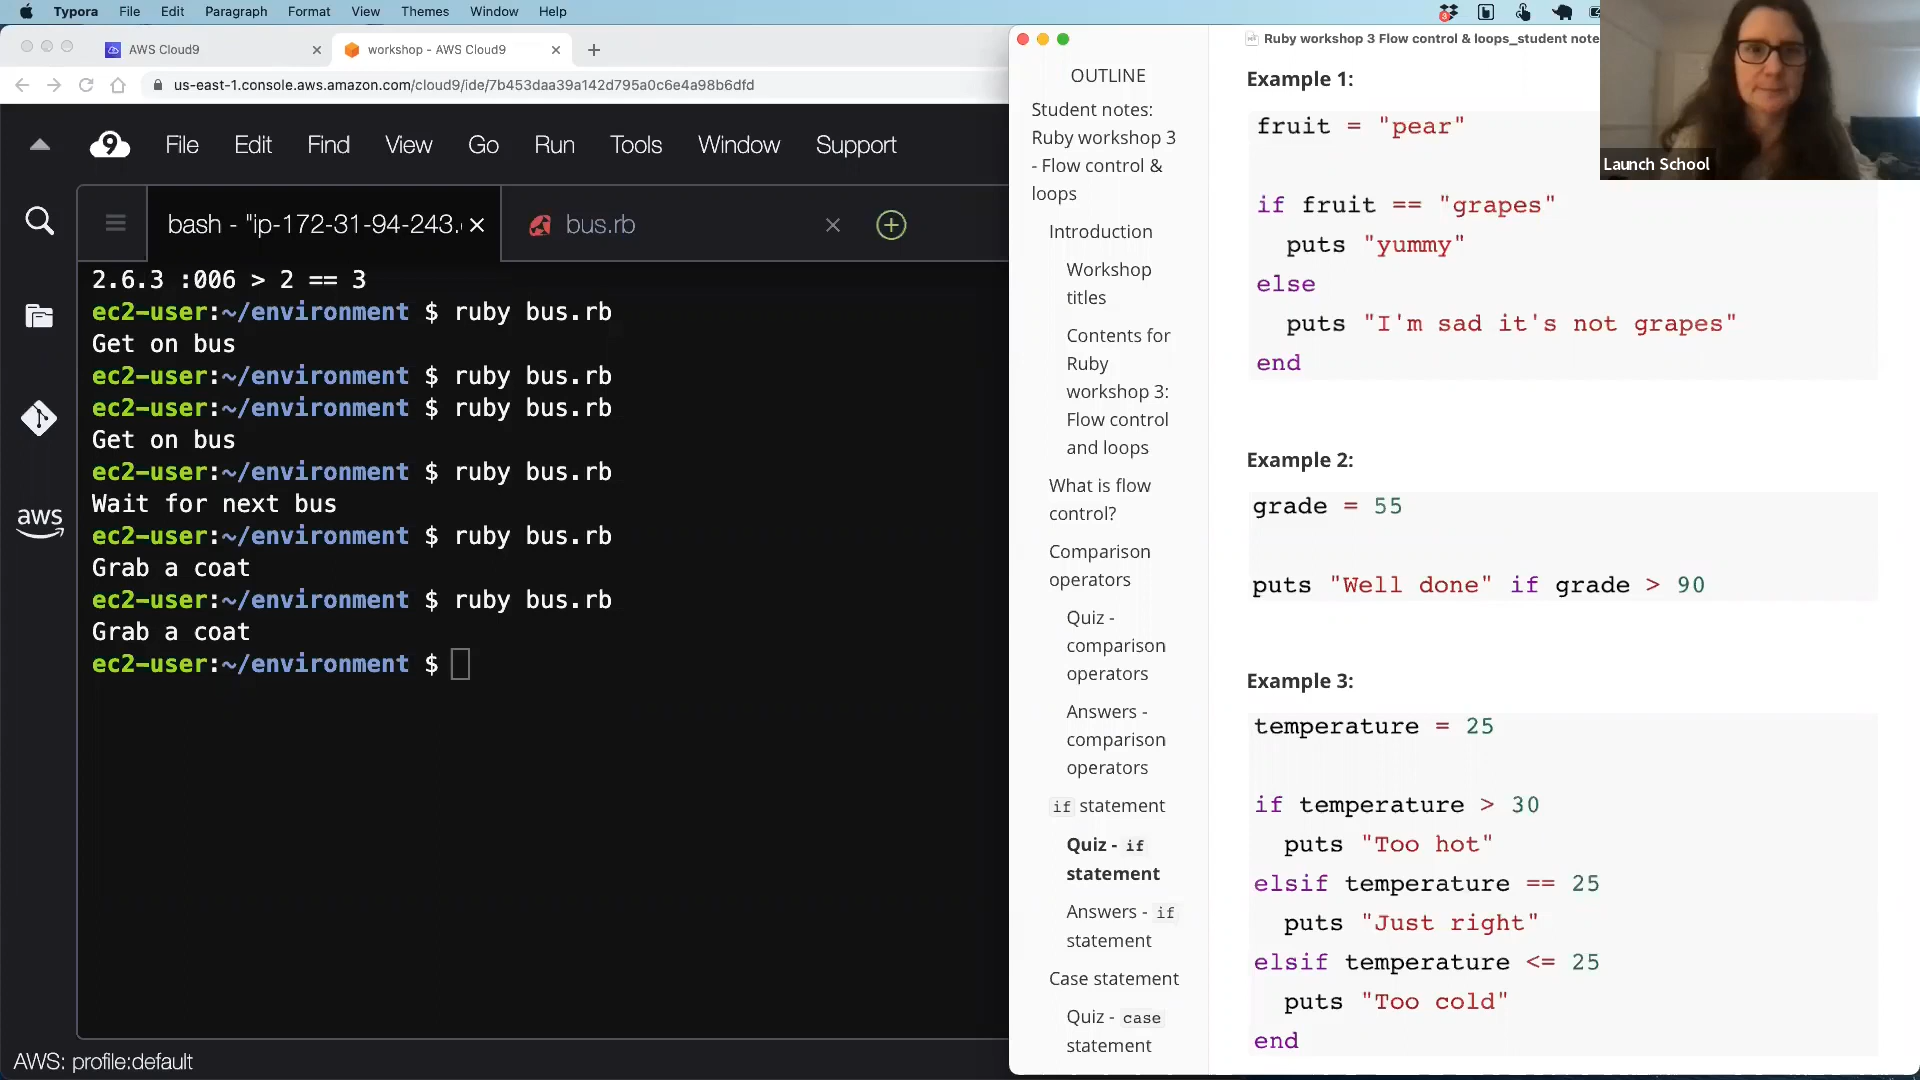 Typora File Edit Paragraph Format View Themes Window Help
3
AWS Cloud9
workshop - AWS Cloud9
us-east-1.console.aws.amazon.com/cloud9/ide/7b453daa39a142d795a0c6e4a98b6dfd
9 File Edit Find View Go Run Tools Window Support
bash - "ip-172-31-94-243.
bus.rb
2.6.3 :006 > 2 == 3
ec2-user:~/environment $ ruby bus.rb
Get on bus
ec2-user:~/environment $ ruby bus.rb
ec2-user:~/environment $ ruby bus.rb
Get on bus
ec2-user:~/environment $ ruby bus.rb
Wait for next bus
ec2-user:~/environment $ ruby bus.rb
Grab a coat
ec2-user:~/environment $ ruby bus.rb
Grab a coat
ec2-user:~/environment $
aws
AWS: profile:default
Ruby workshop 3 Flow control & loops_student note
OUTLINE
Student notes:
Ruby workshop 3
- Flow control &
loops
Introduction
Workshop
titles
Contents for
Ruby
workshop 3:
Flow control
and loops
What is flow
control?
Comparison
operators
Quiz -
comparison
operators
Answers -
comparison
operators
if statement
Quiz - if
statement
Answers - if
statement
Case statement
Quiz - case
statement
Example 1:
fruit = "pear"
if fruit == "grapes"
puts "yummy"
else
puts "I'm sad it's not grapes"
end
Example 2:
grade = 55
puts "Well done" if grade > 90
Example 3:
temperature = 25
if temperature > 30
puts "Too hot"
elsif temperature == 25
puts "Just right"
elsif temperature <= 25
puts "Too cold"
end
Launch School